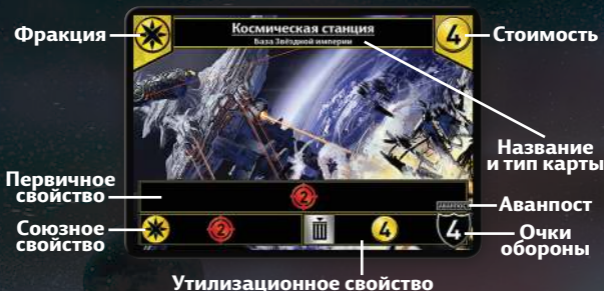 Фракция
Космическая станция
База Звёздной империи
4
Стоимость
Название
и тип карты
Первичное
свойство
2
АВАНПОСТ
Аванпост
Союзное
свойство
2
4
4
Очки
обороны
Утилизационное свойство